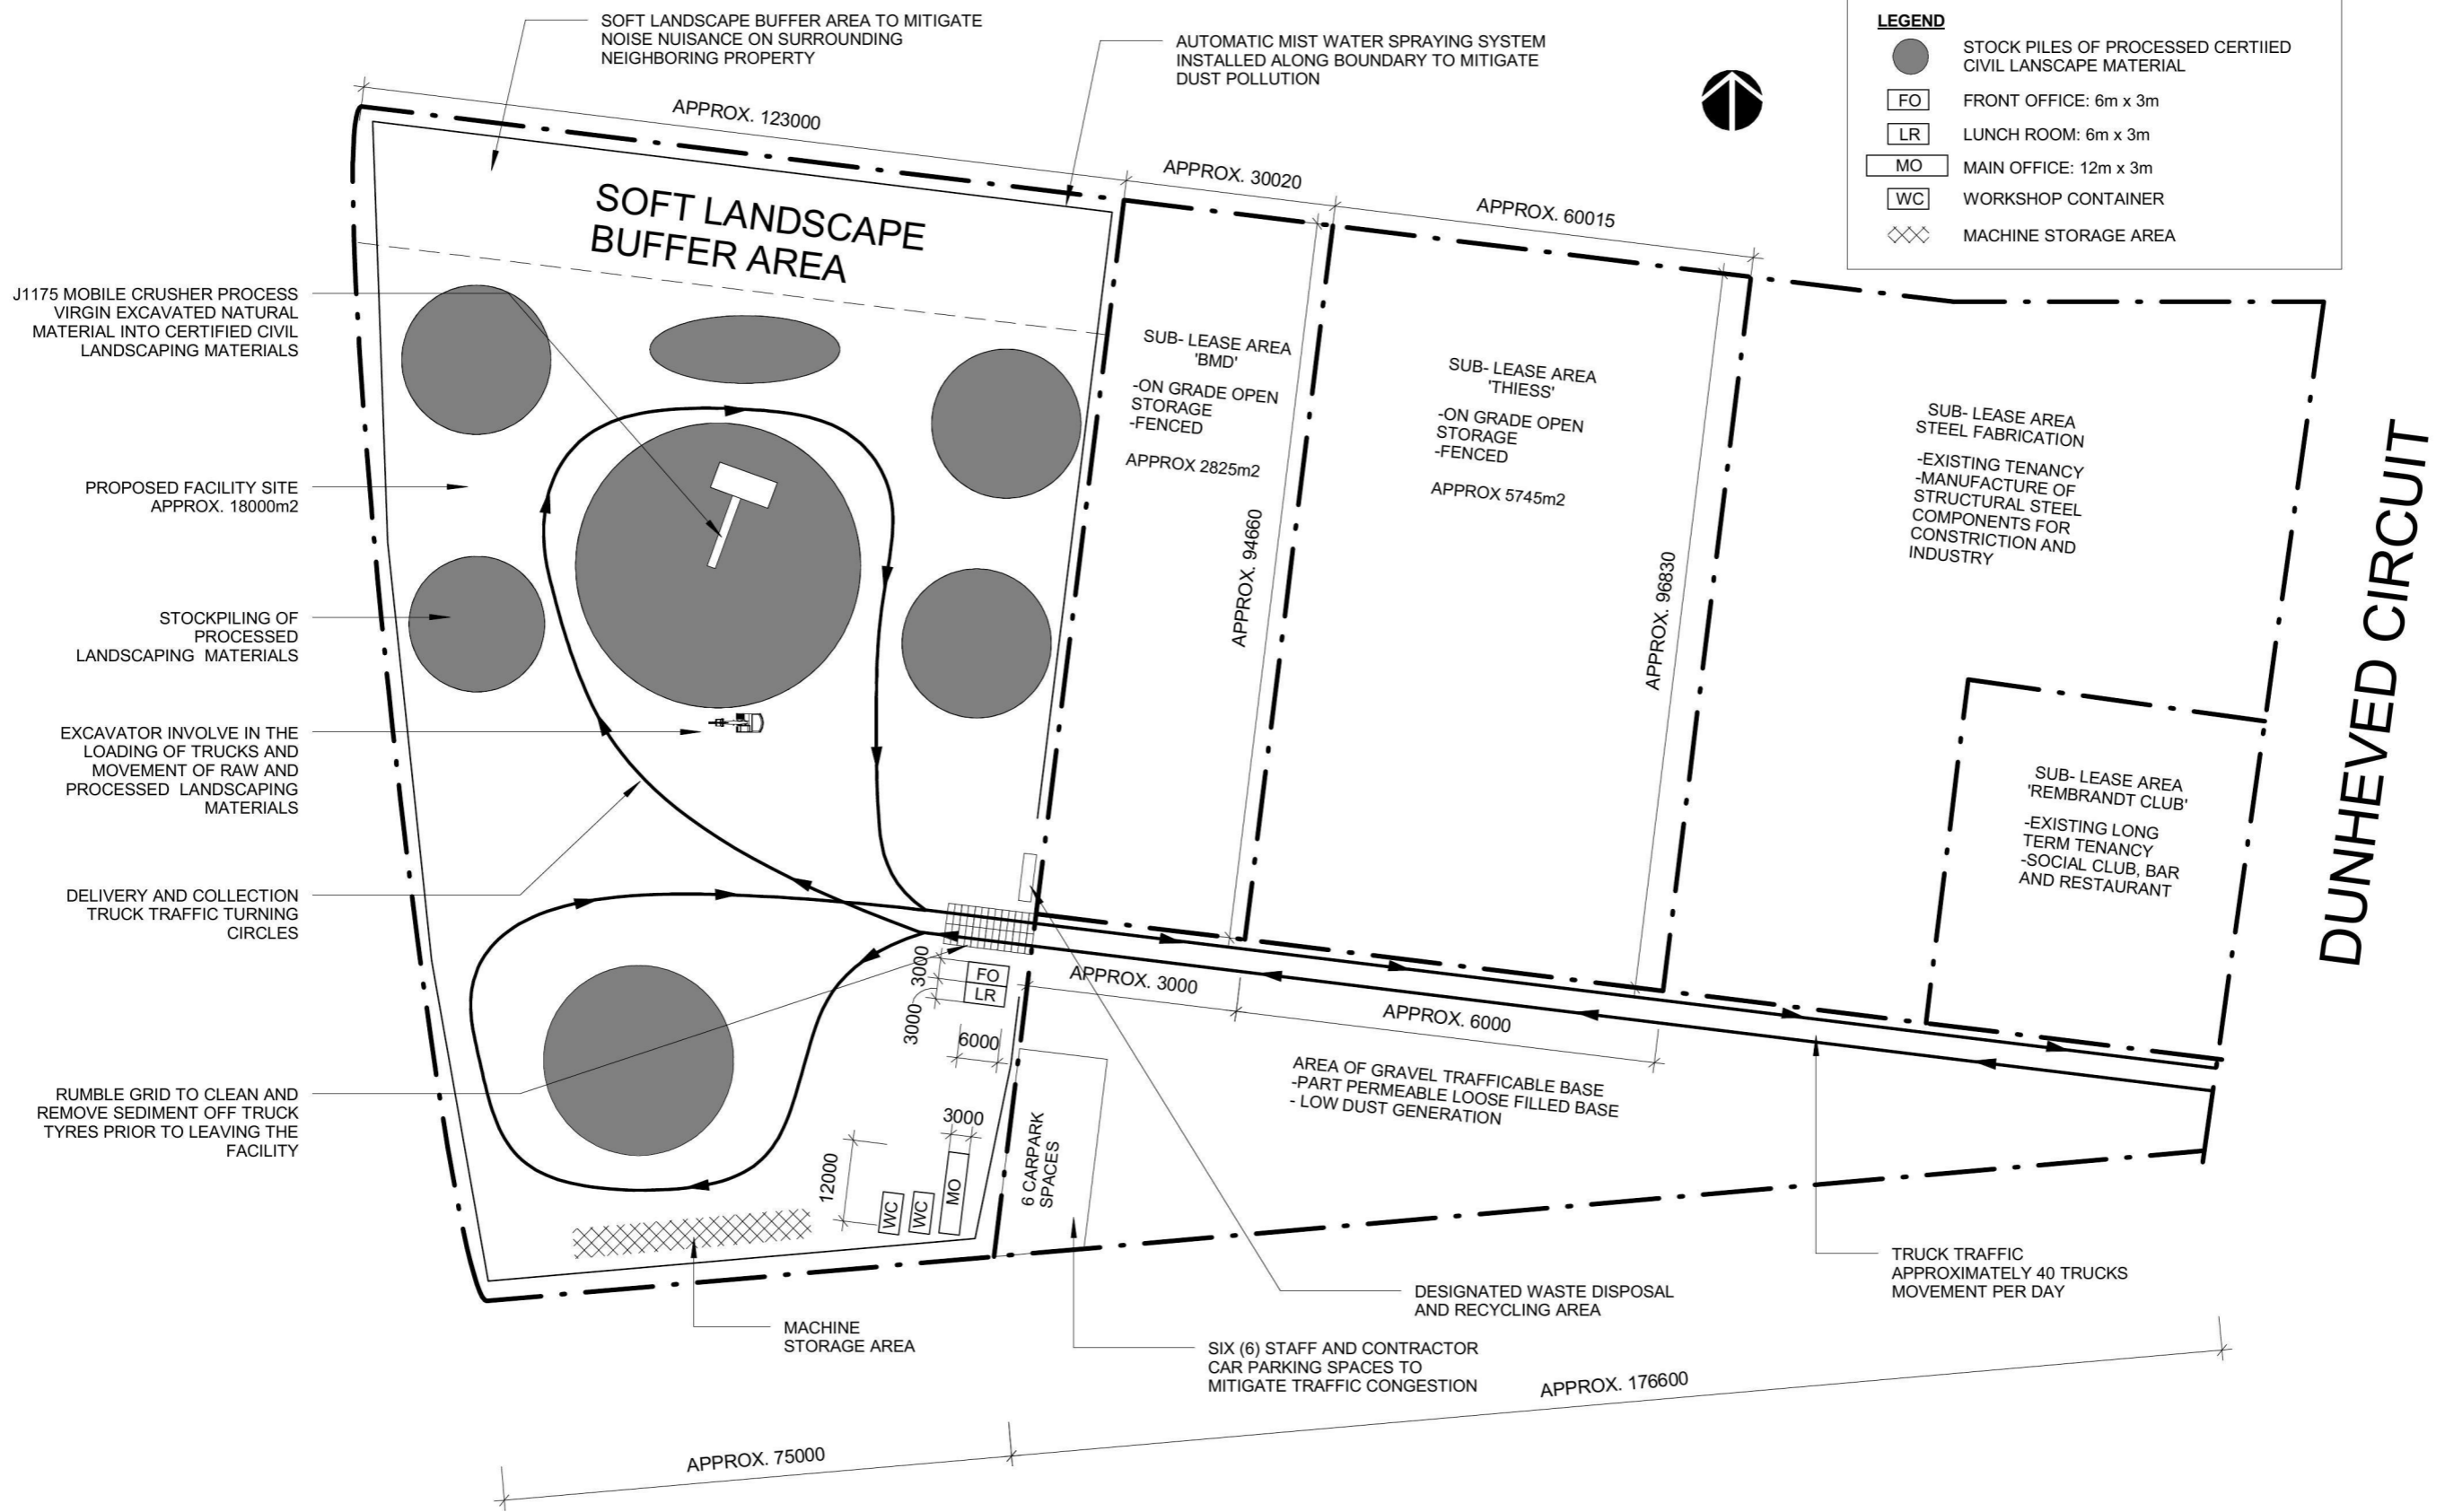 SOFT LANDSCAPE BUFFER AREA TO MITIGATE
NOISE NUISANCE ON SURROUNDING
NEIGHBORING PROPERTY
AUTOMATIC MIST WATER SPRAYING SYSTEM
INSTALLED ALONG BOUNDARY TO MITIGATE
DUST POLLUTION
LEGEND
STOCK PILES OF PROCESSED CERTIIED
CIVIL LANSCAPE MATERIAL
FO
FRONT OFFICE: 6m x 3m
LR
LUNCH ROOM: 6m x 3m
MO
MAIN OFFICE: 12m x 3m
WC
WORKSHOP CONTAINER
MACHINE STORAGE AREA
APPROX. 123000
APPROX. 30020
APPROX. 60015
SOFT LANDSCAPE
BUFFER AREA
J1175 MOBILE CRUSHER PROCESS
VIRGIN EXCAVATED NATURAL
MATERIAL INTO CERTIFIED CIVIL
LANDSCAPING MATERIALS
PROPOSED FACILITY SITE
APPROX. 18000m2
STOCKPILING OF
PROCESSED
LANDSCAPING MATERIALS
EXCAVATOR INVOLVE IN THE
LOADING OF TRUCKS AND
MOVEMENT OF RAW AND
PROCESSED LANDSCAPING
MATERIALS
DELIVERY AND COLLECTION
TRUCK TRAFFIC TURNING
CIRCLES
RUMBLE GRID TO CLEAN AND
REMOVE SEDIMENT OFF TRUCK
TYRES PRIOR TO LEAVING THE
FACILITY
SUB- LEASE AREA
'BMD'
-ON GRADE OPEN
STORAGE
-FENCED
APPROX 2825m2
APPROX. 94660
SUB- LEASE AREA
'THIESS'
-ON GRADE OPEN
STORAGE
-FENCED
APPROX 5745m2
APPROX. 96830
SUB- LEASE AREA
STEEL FABRICATION
-EXISTING TENANCY
-MANUFACTURE OF
STRUCTURAL STEEL
COMPONENTS FOR
CONSTRICTION AND
INDUSTRY
SUB- LEASE AREA
'REMBRANDT CLUB'
-EXISTING LONG
TERM TENANCY
-SOCIAL CLUB, BAR
AND RESTAURANT
DUNHEVED CIRCUIT
3000
FO
LR
3000
6000
APPROX. 3000
APPROX. 6000
AREA OF GRAVEL TRAFFICABLE BASE
-PART PERMEABLE LOOSE FILLED BASE
- LOW DUST GENERATION
3000
12000
WC
WC
MO
6 CARPARK
SPACES
MACHINE
STORAGE AREA
DESIGNATED WASTE DISPOSAL
AND RECYCLING AREA
SIX (6) STAFF AND CONTRACTOR
CAR PARKING SPACES TO
MITIGATE TRAFFIC CONGESTION
TRUCK TRAFFIC
APPROXIMATELY 40 TRUCKS
MOVEMENT PER DAY
APPROX. 176600
APPROX. 75000